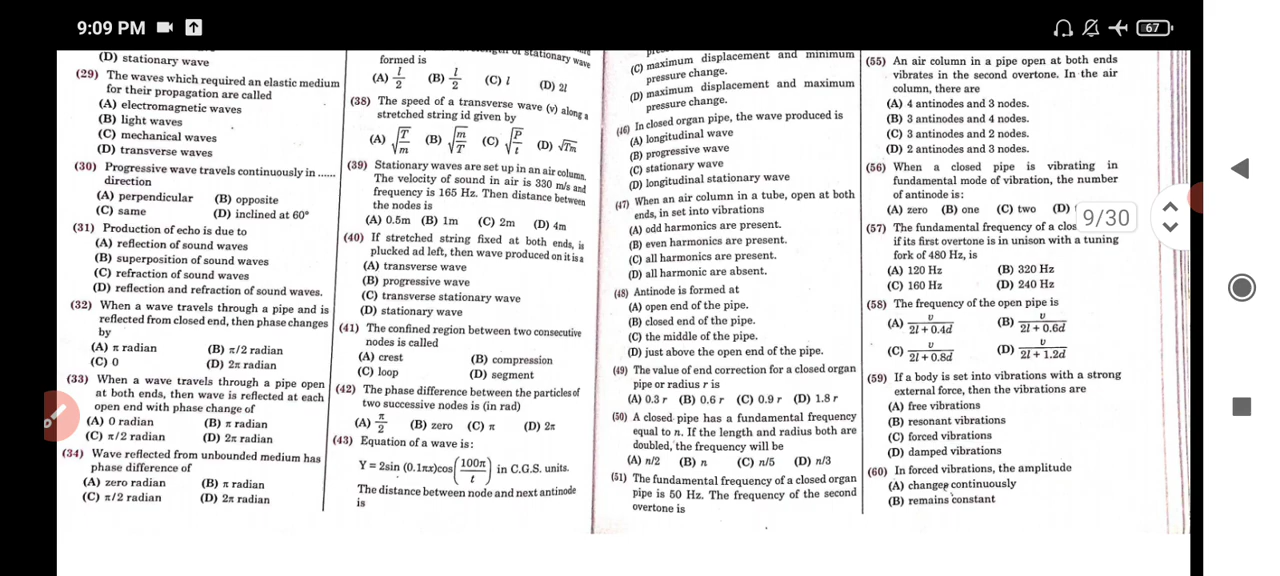 9:09 PM
67
(D) stationary wave
(29) The waves which required an elastic medium
for their propagation are called
(A) electromagnetic waves
(B) light waves
(C) mechanical waves
(D) transverse waves
(30) Progressive wave travels continuously in ......
direction
(A) perpendicular (B) opposite
(C) same (D) inclined at 60°
(31) Production of echo is due to
(A) reflection of sound waves
(B) superposition of sound waves
(C) refraction of sound waves
(D) reflection and refraction of sound waves.
(32) When a wave travels through a pipe and is
reflected from closed end, then phase changes
by
(A) π radian (B) π/2 radian
(C) 0 (D) 2π radian
(33) When a wave travels through a pipe open
at both ends, then wave is reflected at each
open end with phase change of
(A) 0 radian (B) π radian
(C) π/2 radian (D) 2π radian
(34) Wave reflected from unbounded medium has
phase difference of
(A) zero radian (B) π radian
(C) π/2 radian (D) 2π radian
of stationary wave
formed is
(A) l/2 (B) l/2 (C) l (D) 2l
(38) The speed of a transverse wave (v) along a
stretched string id given by
(A) √(T/m) (B) √(m/T) (C) √(P/t) (D) √Tm
(39) Stationary waves are set up in an air column.
The velocity of sound in air is 330 m/s and
frequency is 165 Hz. Then distance between
the nodes is
(A) 0.5m (B) 1m (C) 2m (D) 4m
(40) If stretched string fixed at both ends, is
plucked ad left, then wave produced on it is a
(A) transverse wave
(B) progressive wave
(C) transverse stationary wave
(D) stationary wave
(41) The confined region between two consecutive
nodes is called
(A) crest (B) compression
(C) loop (D) segment
(42) The phase difference between the particles of
two successive nodes is (in rad)
(A) π/2 (B) zero (C) π (D) 2π
(43) Equation of a wave is:
Y = 2sin (0.1πx)cos(100π/t) in C.G.S. units.
The distance between node and next antinode
is
(C) maximum displacement and minimum
pressure change.
(D) maximum displacement and maximum
pressure change.
(46) In closed organ pipe, the wave produced is
(A) longitudinal wave
(B) progressive wave
(C) stationary wave
(D) longitudinal stationary wave
(47) When an air column in a tube, open at both
ends, in set into vibrations
(A) odd harmonics are present.
(B) even harmonics are present.
(C) all harmonics are present.
(D) all harmonic are absent.
(48) Antinode is formed at
(A) open end of the pipe.
(B) closed end of the pipe.
(C) the middle of the pipe.
(D) just above the open end of the pipe.
(49) The value of end correction for a closed organ
pipe or radius r is
(A) 0.3 r (B) 0.6 r (C) 0.9 r (D) 1.8 r
(50) A closed pipe has a fundamental frequency
equal to n. If the length and radius both are
doubled, the frequency will be
(A) n/2 (B) n (C) n/5 (D) n/3
(51) The fundamental frequency of a closed organ
pipe is 50 Hz. The frequency of the second
overtone is
(55) An air column in a pipe open at both ends
vibrates in the second overtone. In the air
column, there are
(A) 4 antinodes and 3 nodes.
(B) 3 antinodes and 4 nodes.
(C) 3 antinodes and 2 nodes.
(D) 2 antinodes and 3 nodes.
(56) When a closed pipe is vibrating in
fundamental mode of vibration, the number
of antinode is:
(A) zero (B) one (C) two (D)
9/30
(57) The fundamental frequency of a clos
if its first overtone is in unison with a tuning
fork of 480 Hz, is
(A) 120 Hz (B) 320 Hz
(C) 160 Hz (D) 240 Hz
(58) The frequency of the open pipe is
(A) υ/(2l + 0.4d) (B) υ/(2l + 0.6d)
(C) υ/(2l + 0.8d) (D) υ/(2l + 1.2d)
(59) If a body is set into vibrations with a strong
external force, then the vibrations are
(A) free vibrations
(B) resonant vibrations
(C) forced vibrations
(D) damped vibrations
(60) In forced vibrations, the amplitude
(A) changep continuously
(B) remains constant